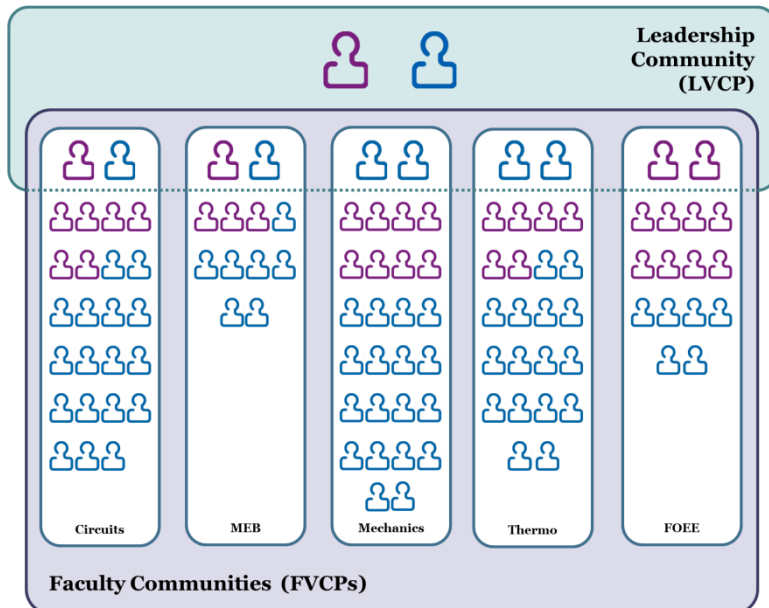 Leadership
Community
(LVCP)
Circuits
MEB
Mechanics
Thermo
FOEE
Faculty Communities (FVCPs)